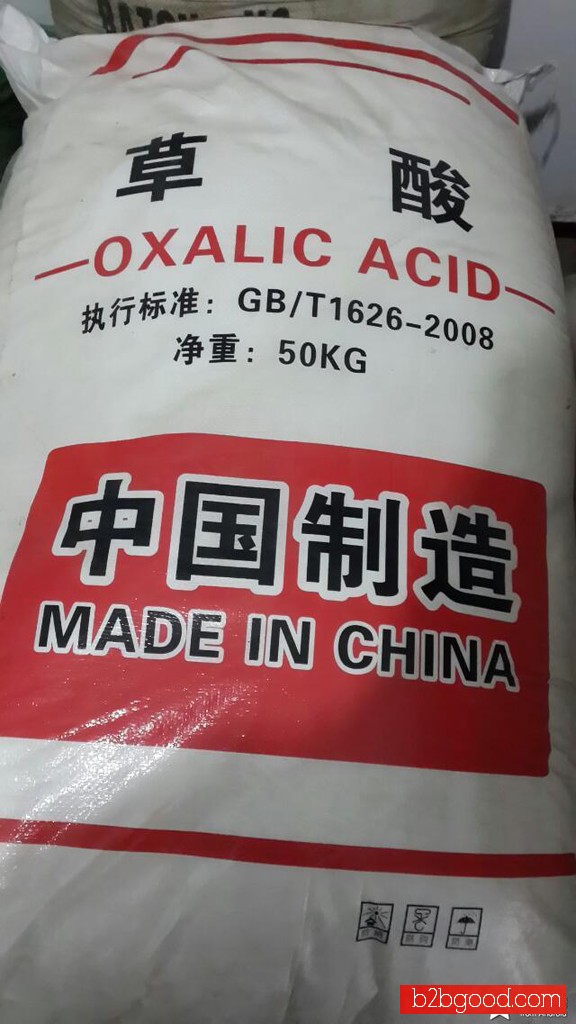 草 酸
—OXALIC ACID—
执行标准：GB/T1626-2008
净重：50KG
中国制造
MADE IN CHINA
b2bgood.com